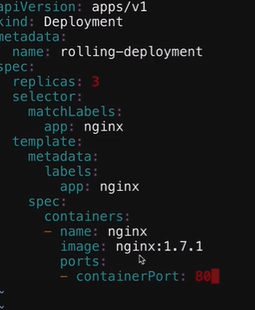 apiVersion: apps/v1
kind: Deployment
metadata:
  name: rolling-deployment
spec:
  replicas: 3
  selector:
    matchLabels:
      app: nginx
  template:
    metadata:
      labels:
        app: nginx
    spec:
      containers:
      - name: nginx
        image: nginx:1.7.1
        ports:
        - containerPort: 80
~
~